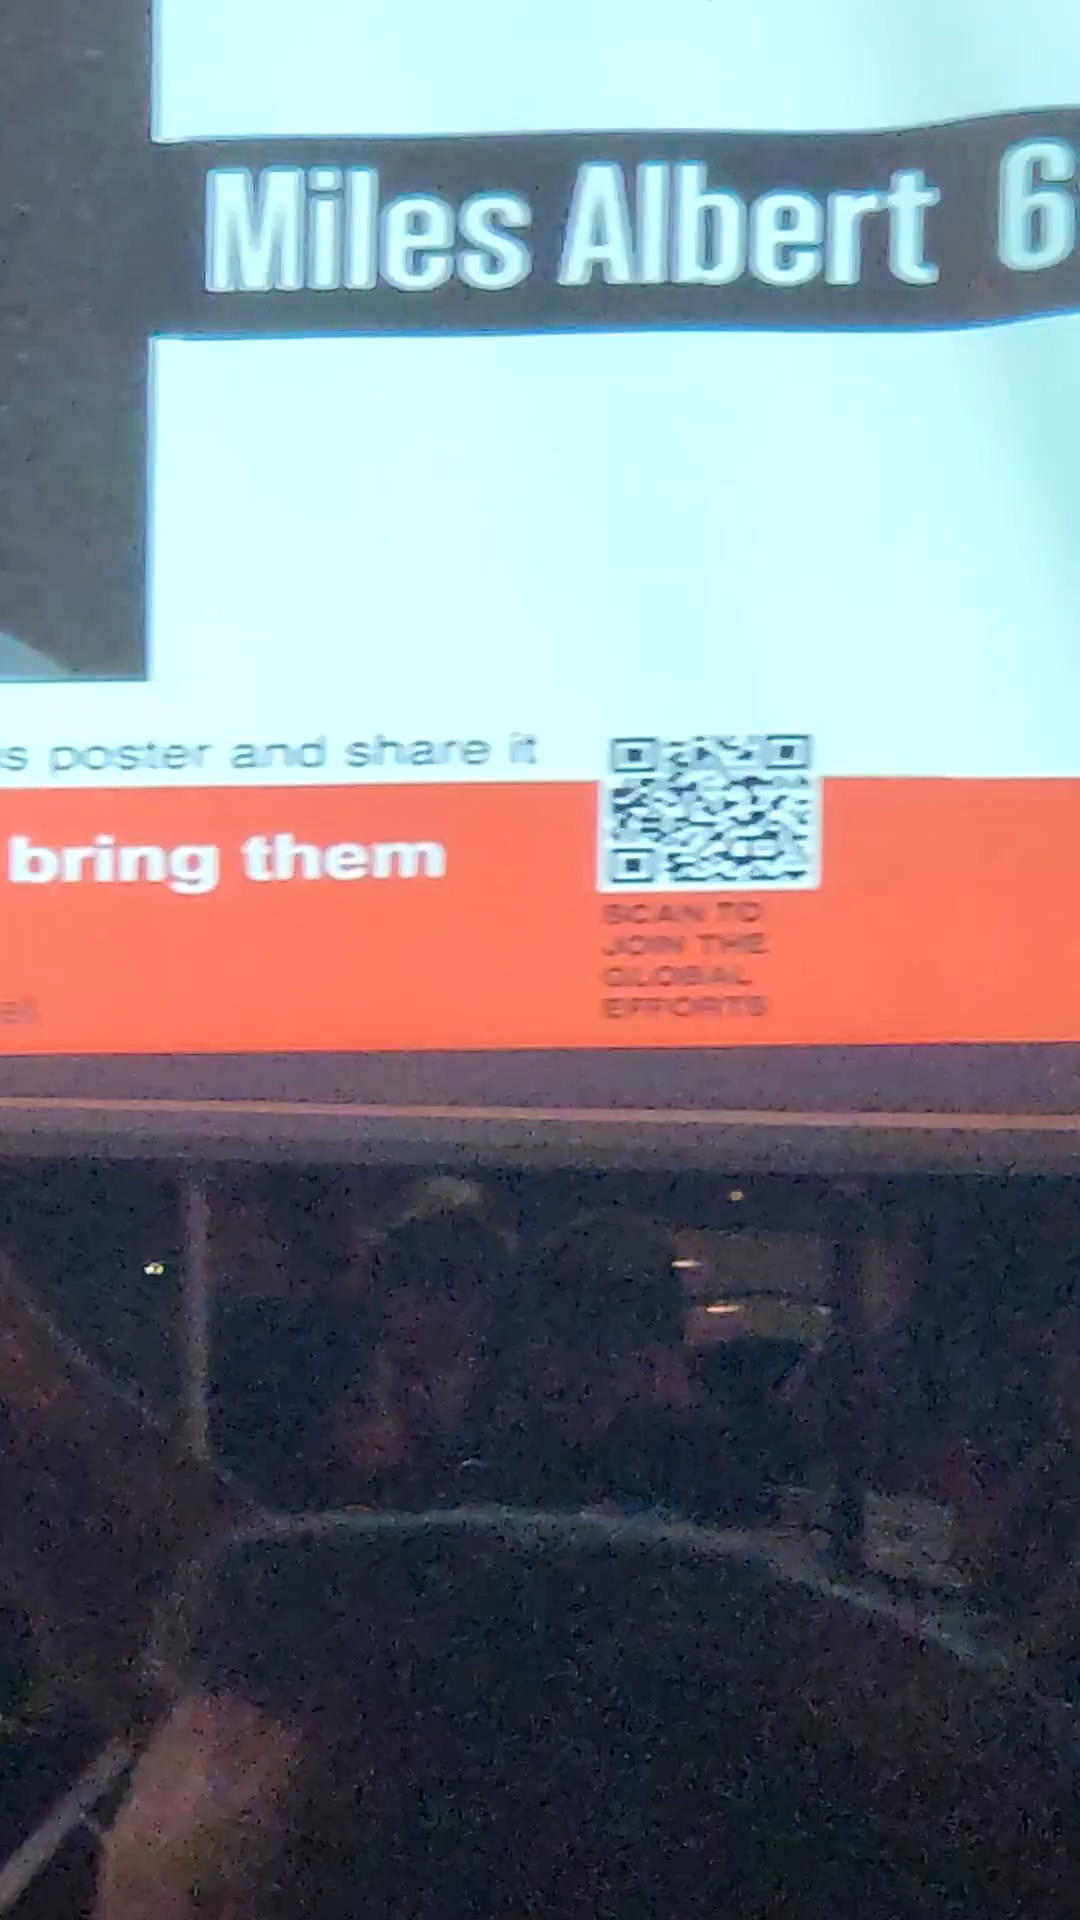 Miles Albert 6
s poster and share it
bring them
SCAN TO
JOIN THE
GLOBAL
EFFORTS